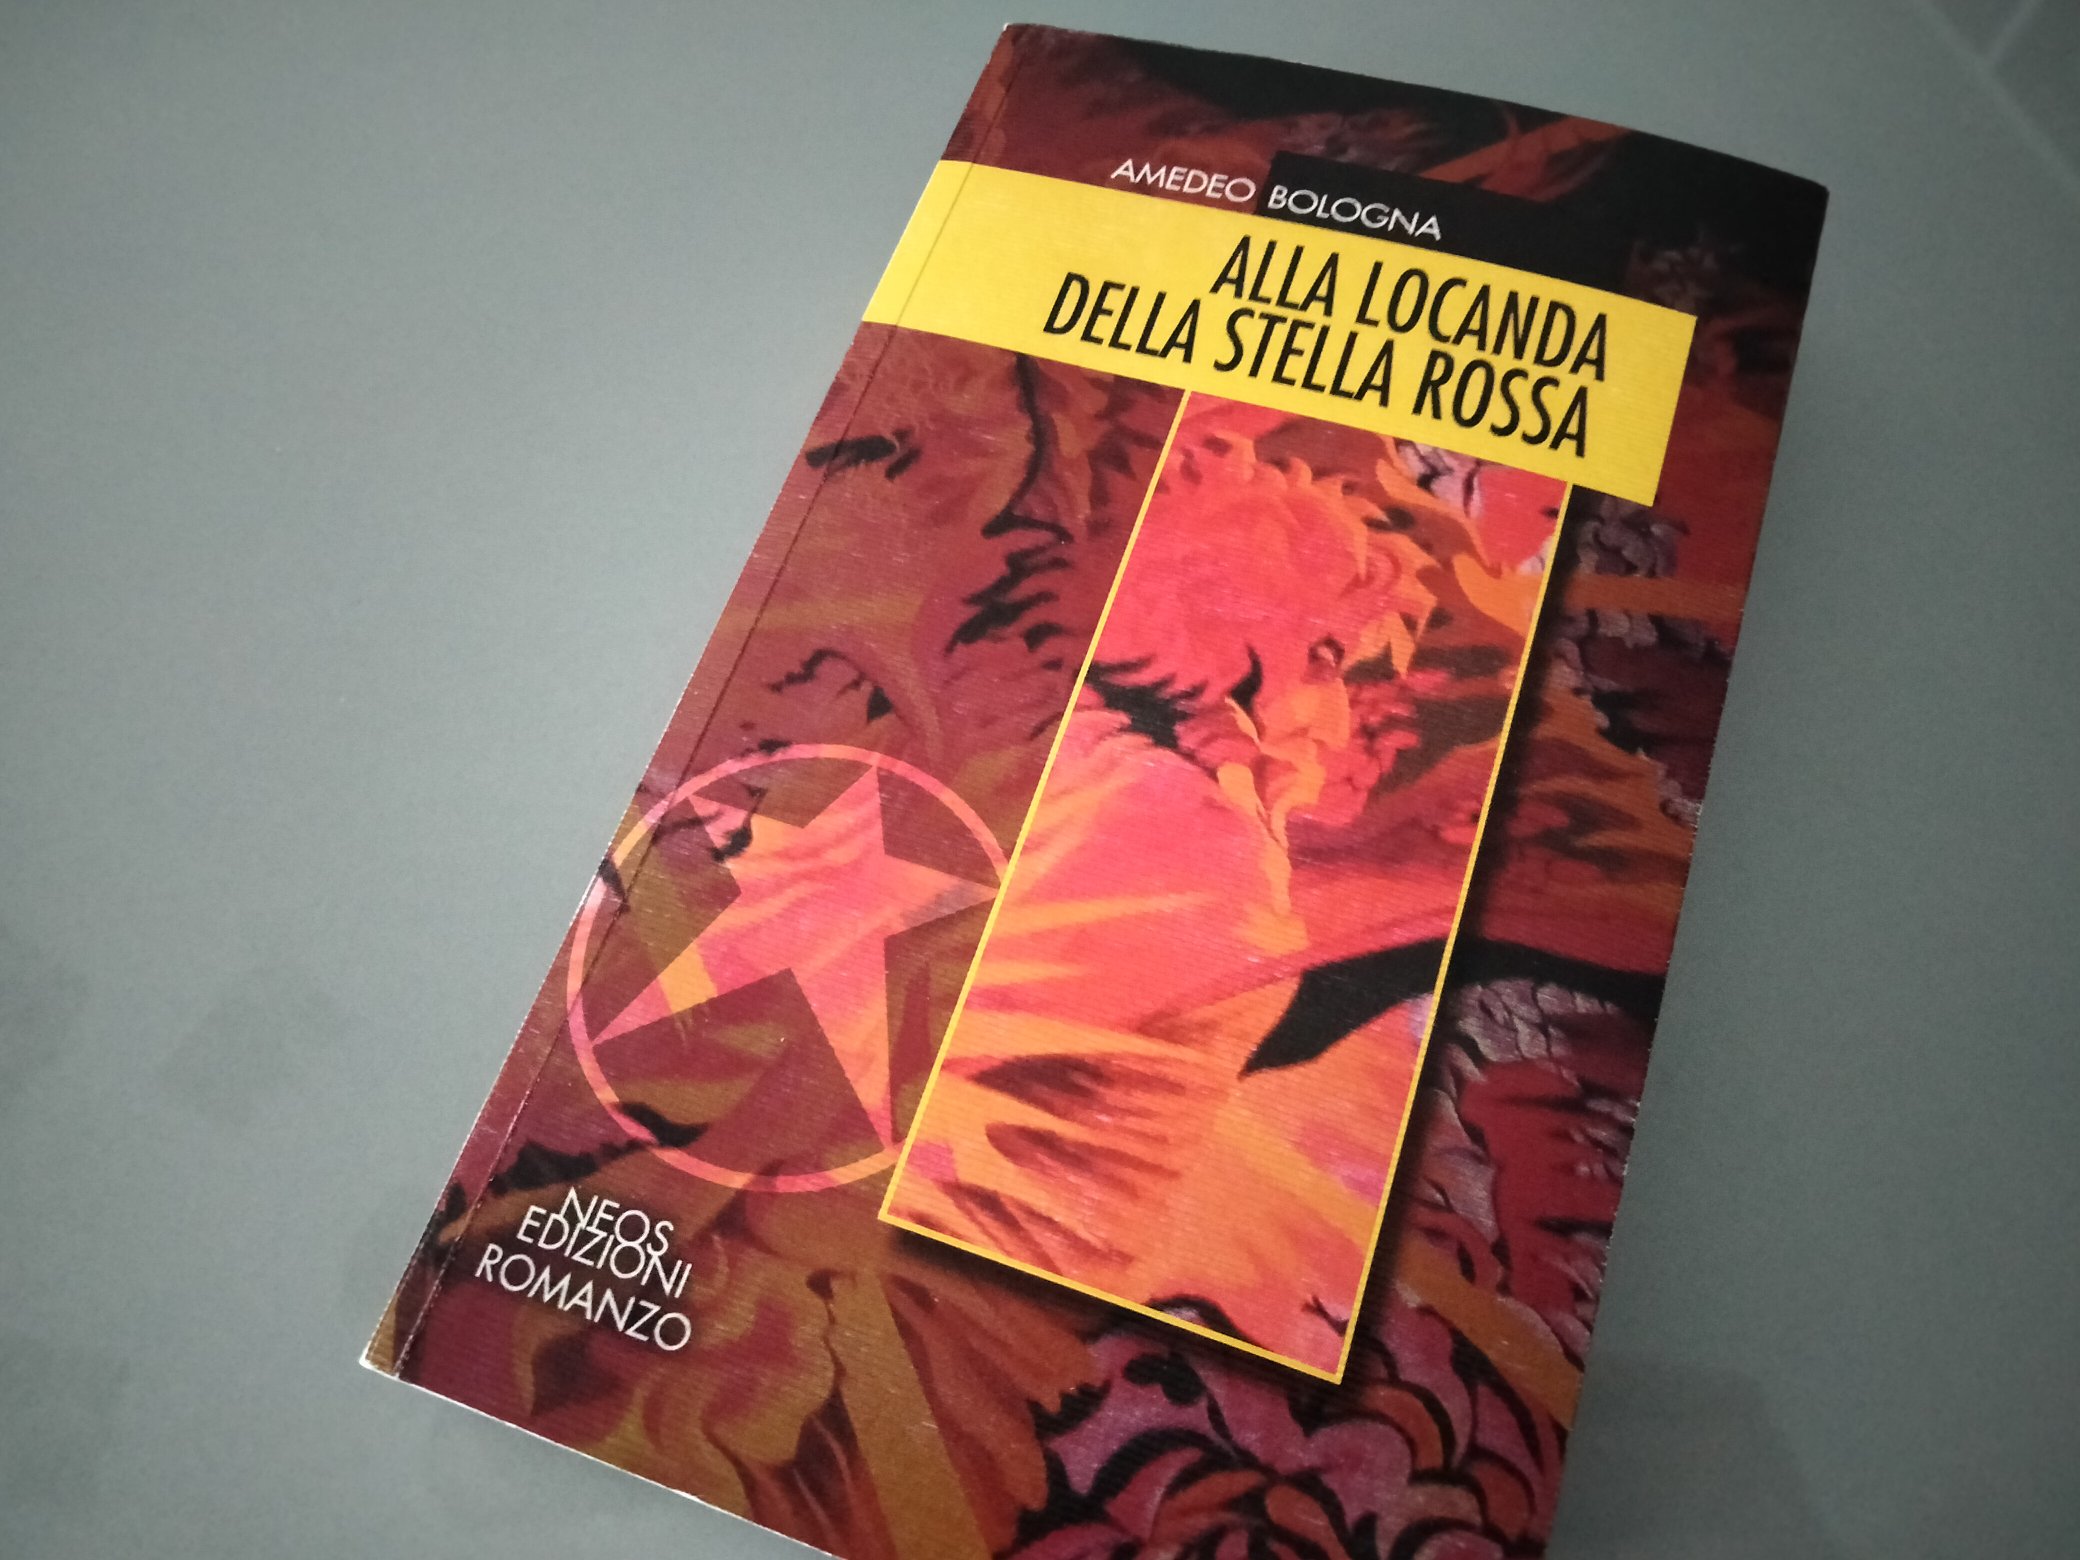 AMEDEO BOLOGNA
ALLA LOCANDA
DELLA STELLA ROSSA
NEOS
EDIZIONI
ROMANZO